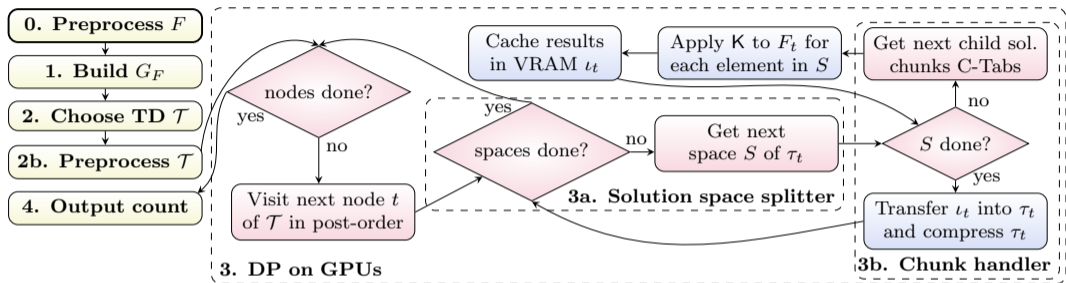 0. Preprocess F
1. Build G_F
2. Choose TD 𝒯
2b. Preprocess 𝒯
4. Output count
nodes done?
yes
no
Visit next node t
of 𝒯 in post-order
3. DP on GPUs
spaces done?
yes
no
Get next
space S of τ_t
3a. Solution space splitter
Cache results
in VRAM ι_t
Apply K to F_t for
each element in S
Get next child sol.
chunks C-Tabs
no
S done?
yes
Transfer ι_t into τ_t
and compress τ_t
3b. Chunk handler